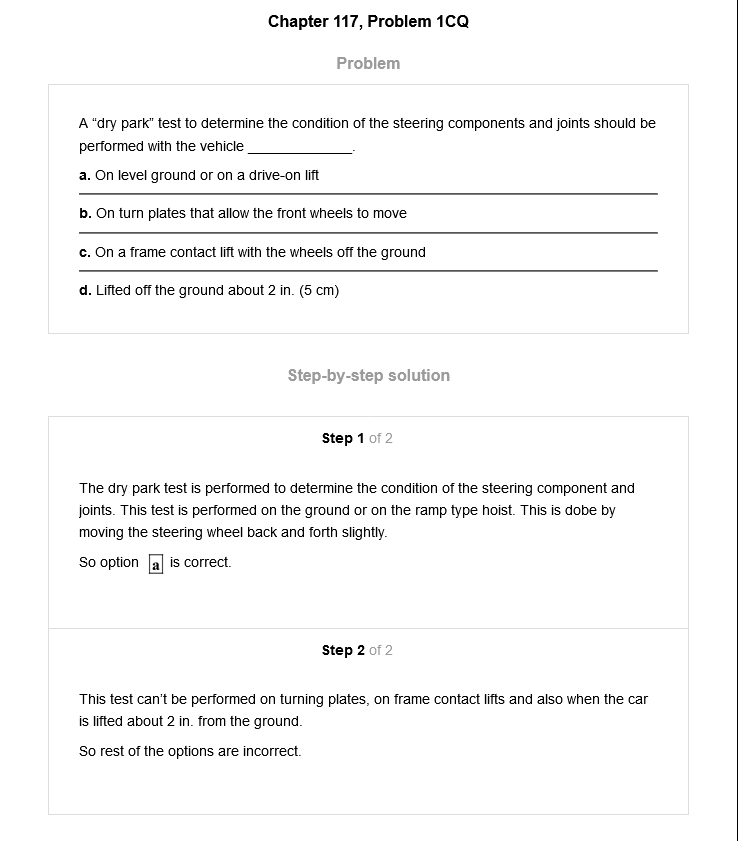 Chapter 117, Problem 1CQ
Problem
A “dry park” test to determine the condition of the steering components and joints should be
performed with the vehicle _____________.
a. On level ground or on a drive-on lift
b. On turn plates that allow the front wheels to move
c. On a frame contact lift with the wheels off the ground
d. Lifted off the ground about 2 in. (5 cm)
Step-by-step solution
Step 1 of 2
The dry park test is performed to determine the condition of the steering component and
joints. This test is performed on the ground or on the ramp type hoist. This is dobe by
moving the steering wheel back and forth slightly.
So option a is correct.
Step 2 of 2
This test can’t be performed on turning plates, on frame contact lifts and also when the car
is lifted about 2 in. from the ground.
So rest of the options are incorrect.